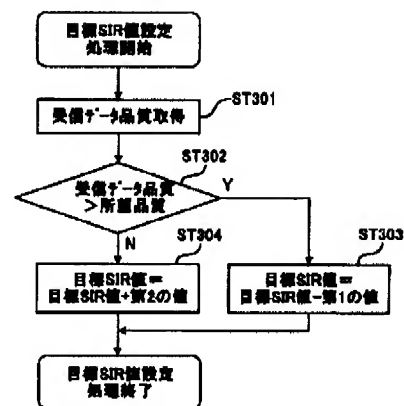 目標SIR値設定
処理開始
ST301
受信データ品質取得
ST302
受信データ品質
>所望品質
Y
N
ST304
ST303
目標SIR値=
目標SIR値+第2の値
目標SIR値=
目標SIR値-第1の値
目標SIR値設定
処理終了